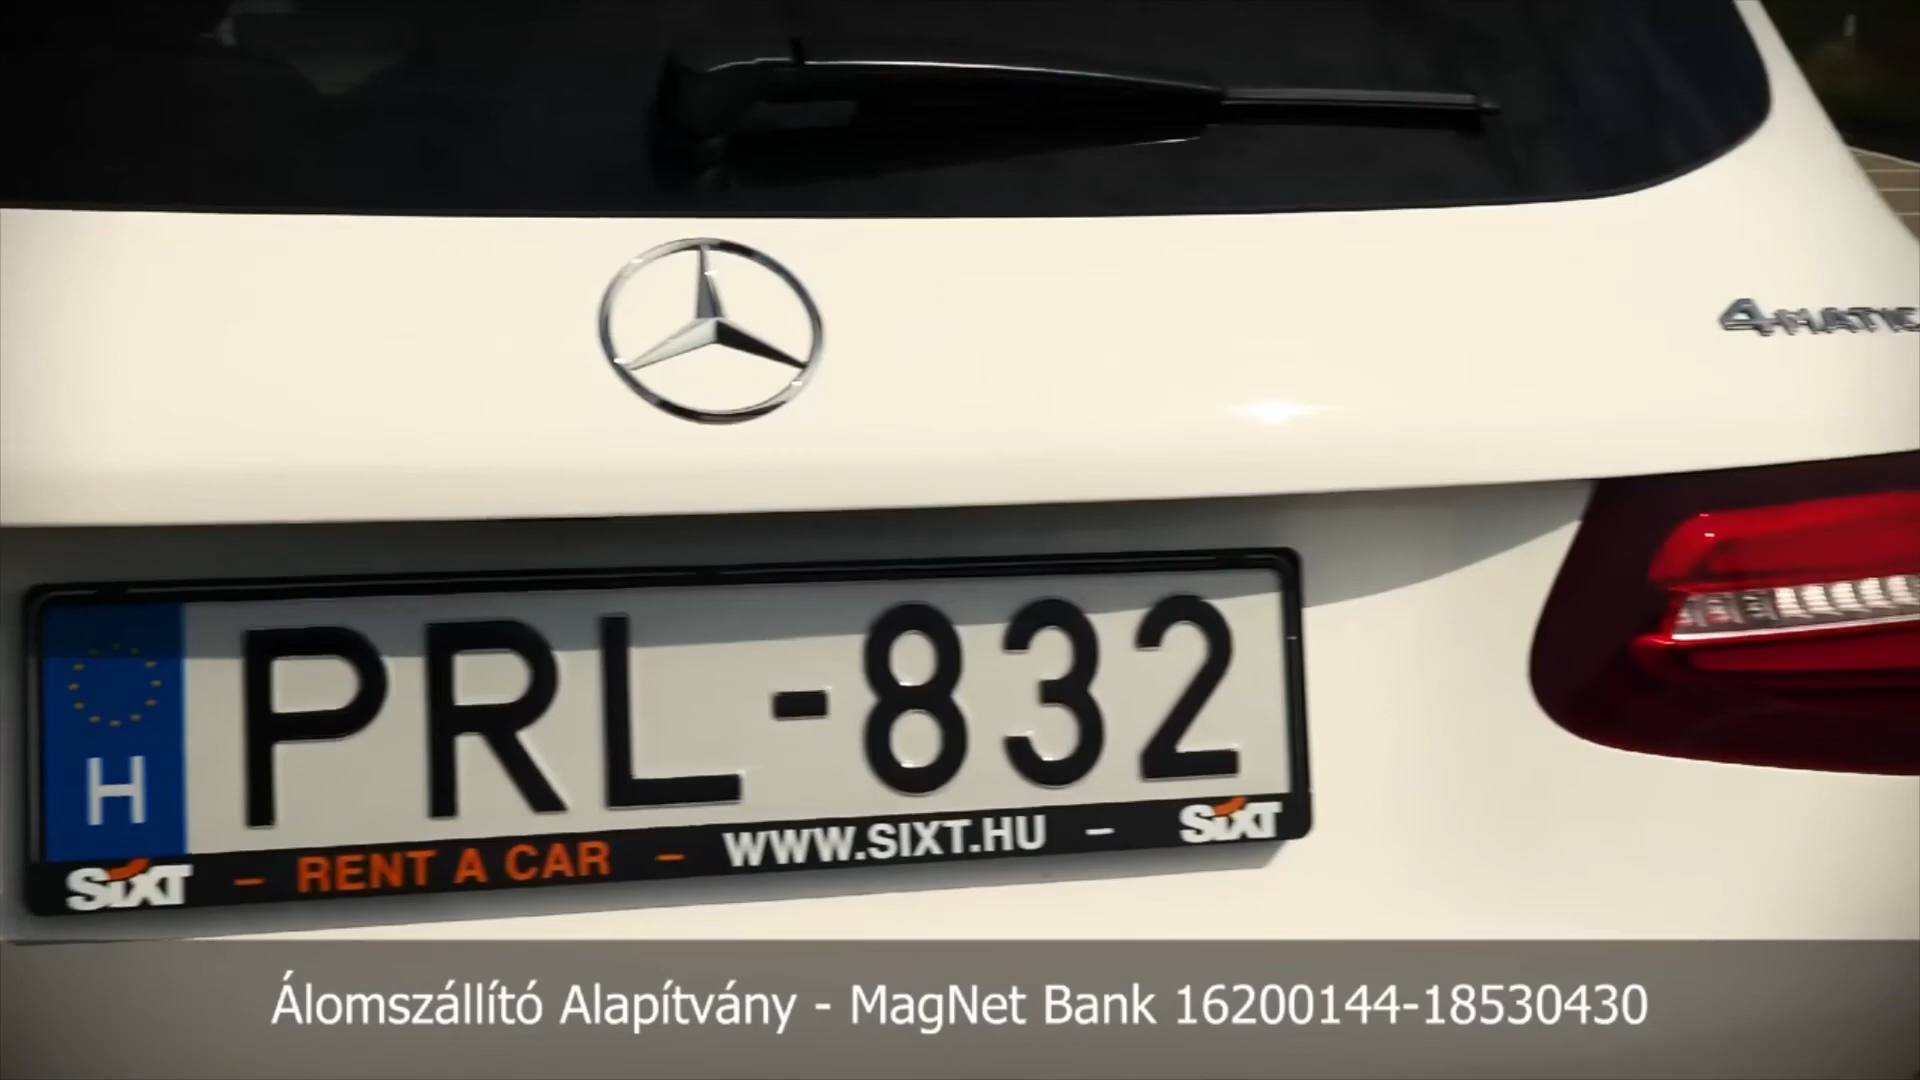 4MATIC
H
PRL-832
SIXT - RENT A CAR - WWW.SIXT.HU - SIXT
Álomszállító Alapítvány - MagNet Bank 16200144-18530430